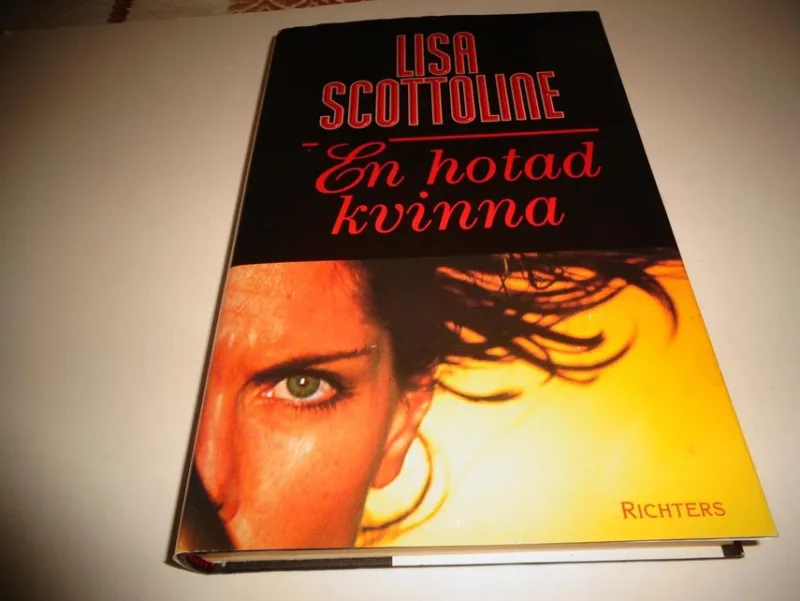 LISA
SCOTTOLINE
En hotad
kvinna
RICHTERS